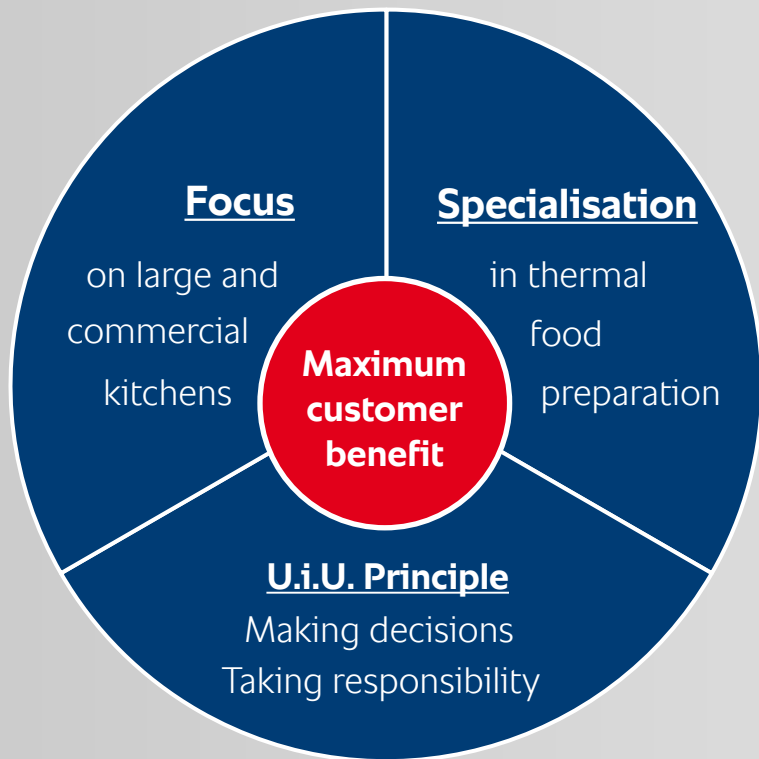 Focus
on large and
commercial
kitchens
Specialisation
in thermal
food
preparation
Maximum
customer
benefit
U.i.U. Principle
Making decisions
Taking responsibility